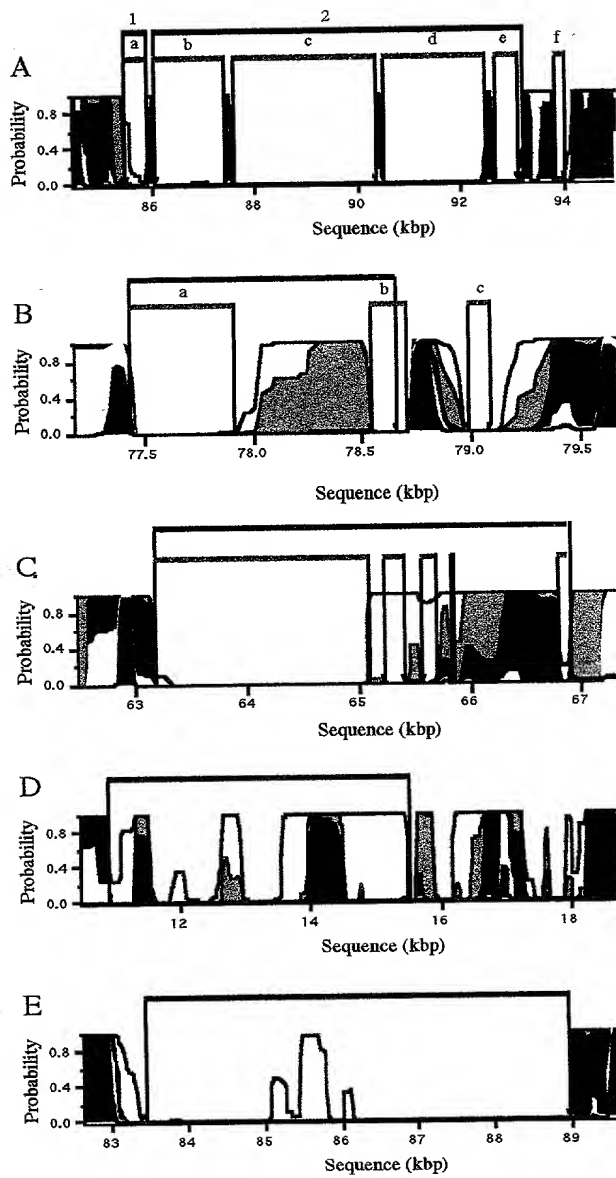 1 2
a b c d e f
A
Probability
0.8
0.4
0.0
86 88 90 92 94
Sequence (kbp)
a b c
B
Probability
0.8
0.4
0.0
77.5 78.0 78.5 79.0 79.5
Sequence (kbp)
C
Probability
0.8
0.4
0.0
63 64 65 66 67
Sequence (kbp)
D
Probability
0.8
0.4
0.0
12 14 16 18
Sequence (kbp)
E
Probability
0.8
0.4
0.0
83 84 85 86 87 88 89
Sequence (kbp)